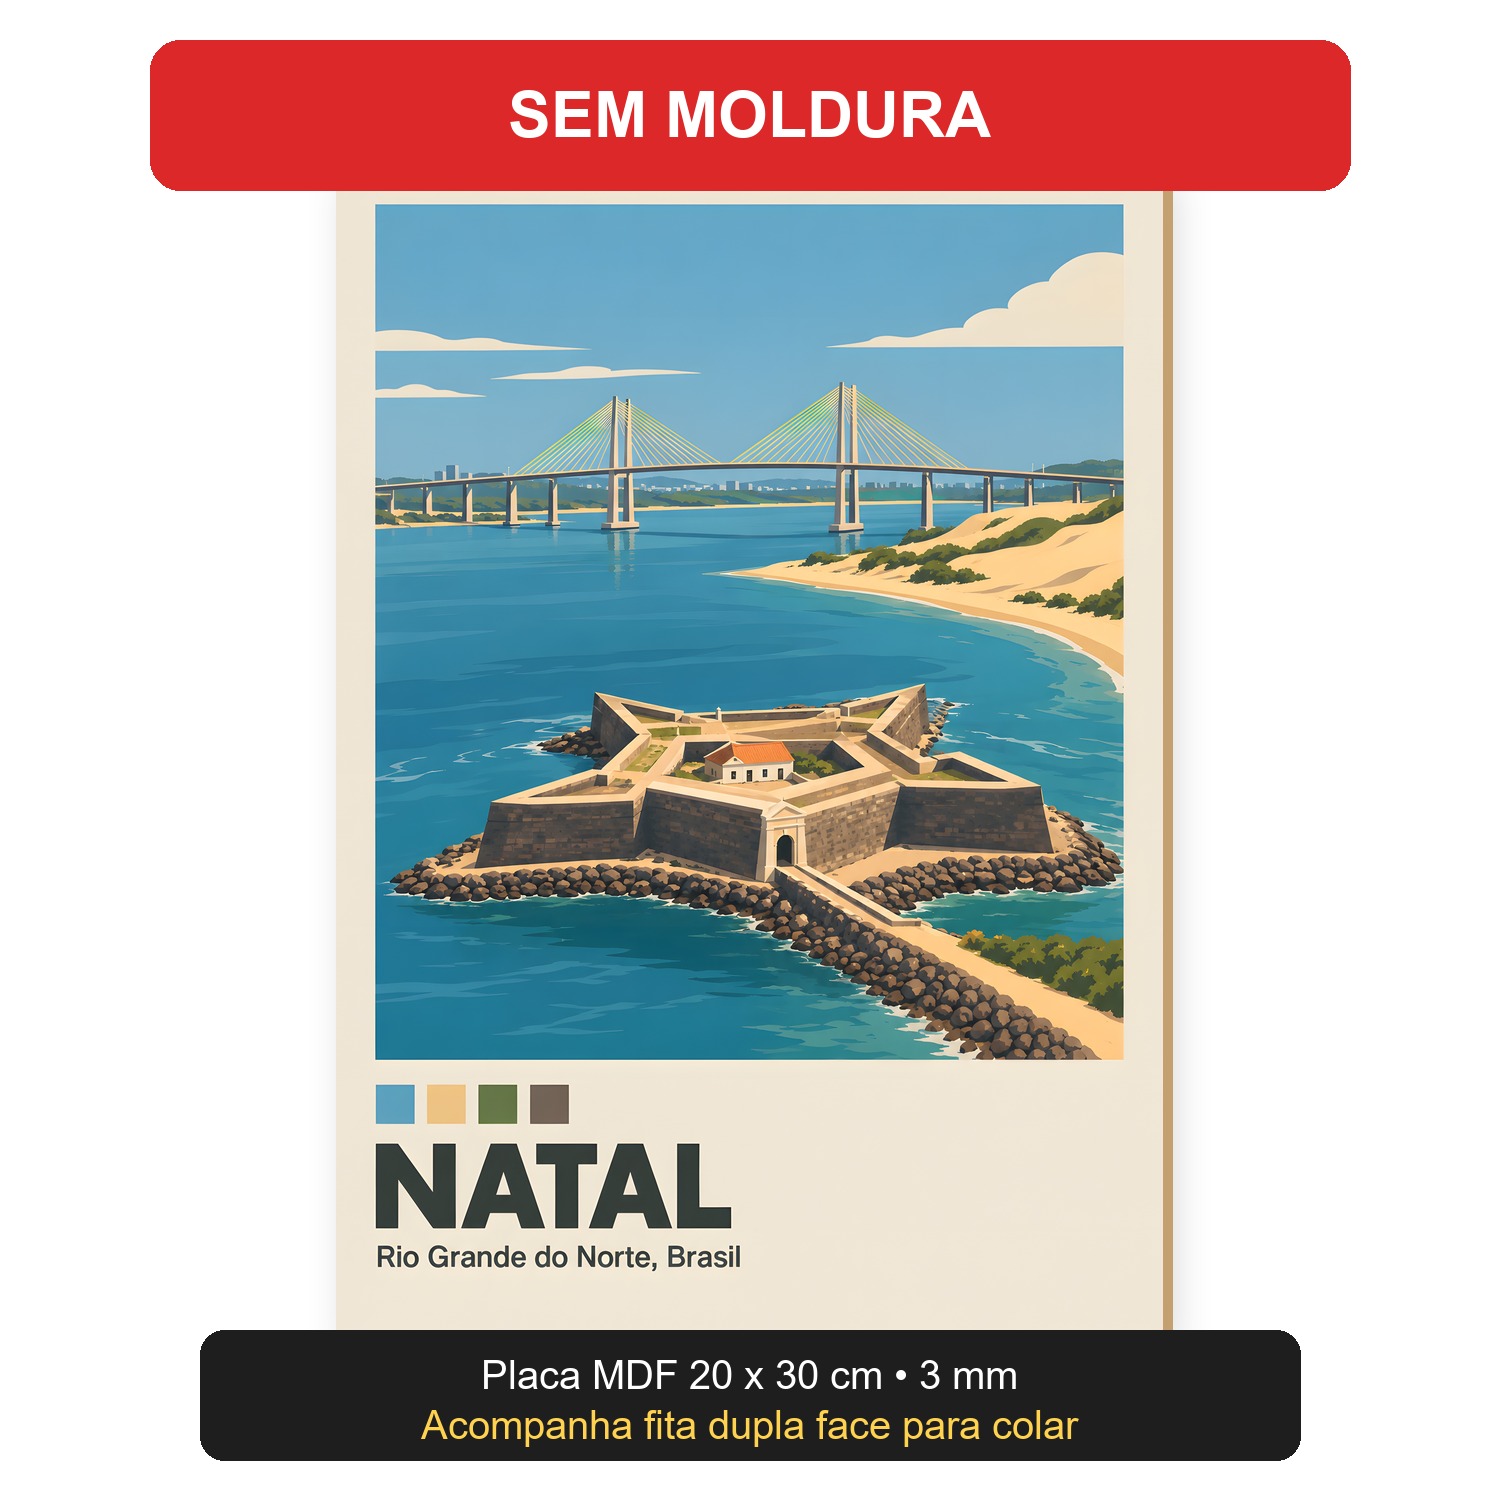 SEM MOLDURA
NATAL
Rio Grande do Norte, Brasil
Placa MDF 20 x 30 cm • 3 mm
Acompanha fita dupla face para colar